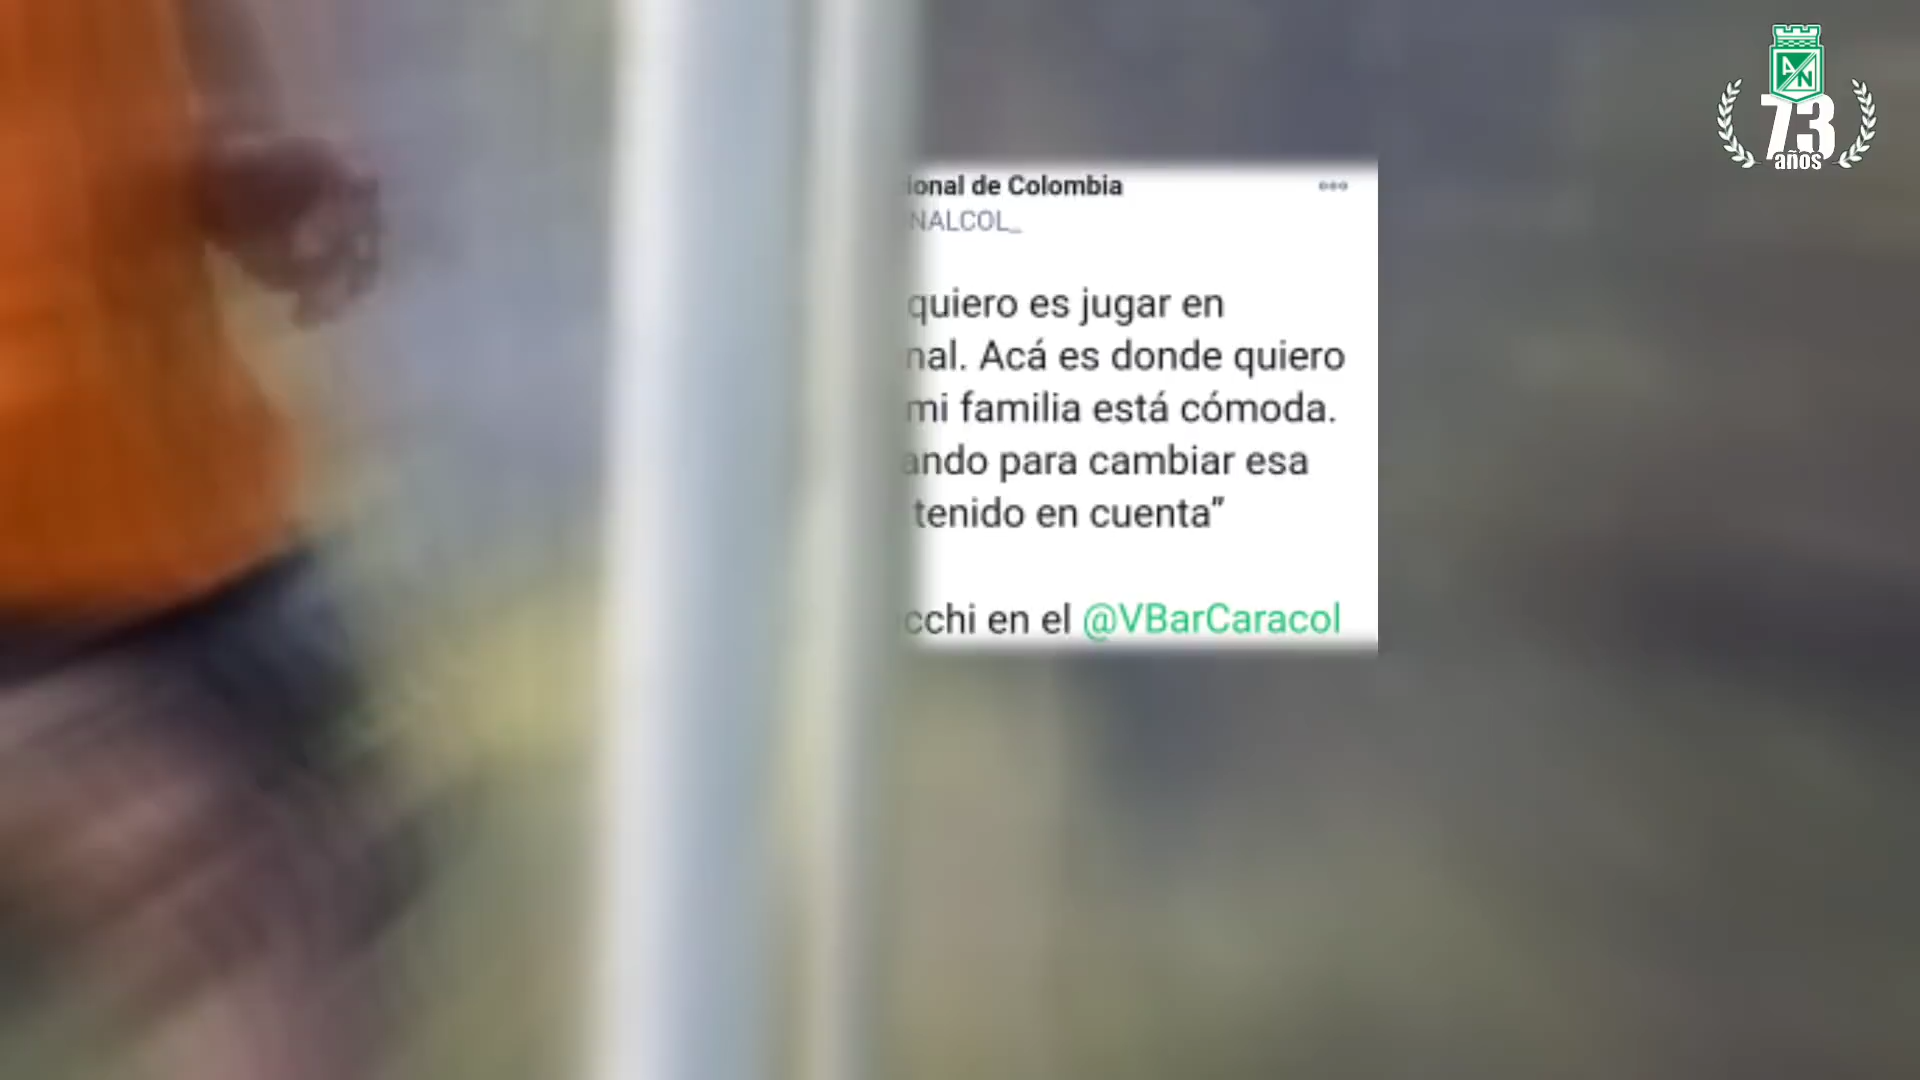 AN
73
años
ional de Colombia
NALCOL_
quiero es jugar en
nal. Acá es donde quiero
mi familia está cómoda.
ando para cambiar esa
tenido en cuenta”
cchi en el @VBarCaracol